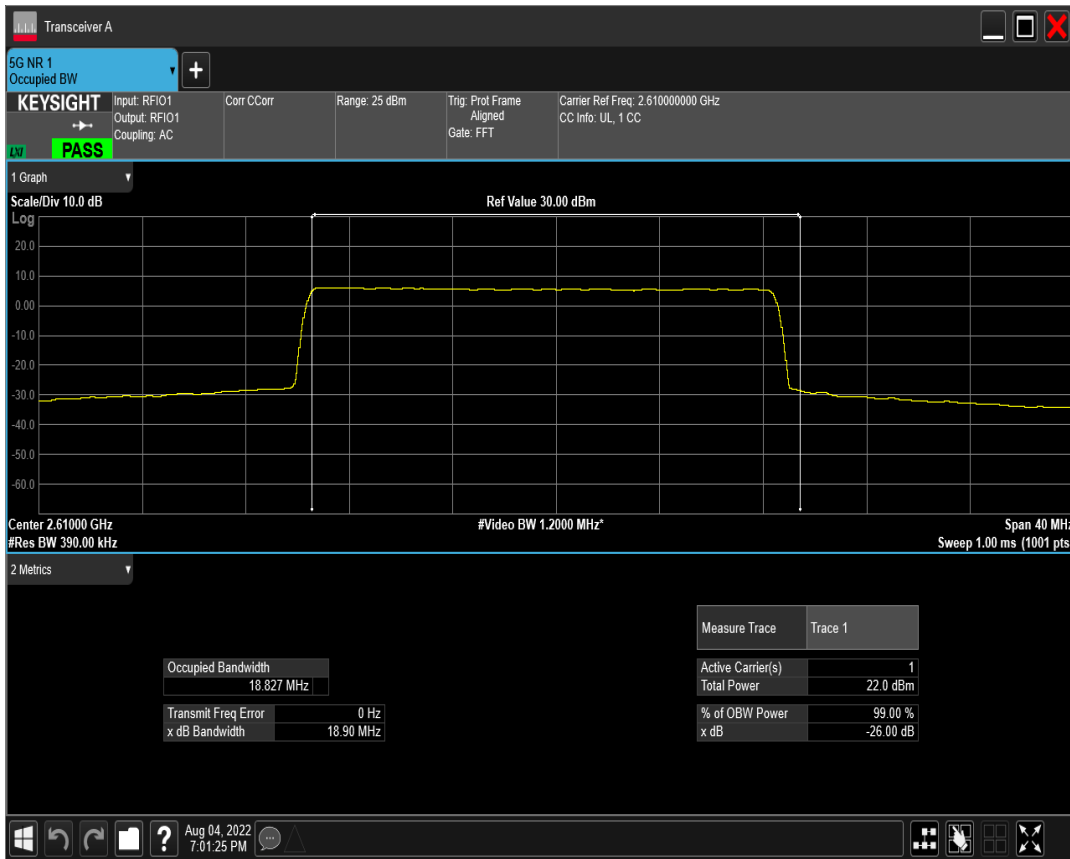 Transceiver A
5G NR 1
Occupied BW
KEYSIGHT
LXI
PASS
Input: RFIO1
Output: RFIO1
Coupling: AC
Corr CCorr
Range: 25 dBm
Trig: Prot Frame
Aligned
Gate: FFT
Carrier Ref Freq: 2.610000000 GHz
CC Info: UL, 1 CC
1 Graph
Scale/Div 10.0 dB
Ref Value 30.00 dBm
Log
20.0
10.0
0.00
-10.0
-20.0
-30.0
-40.0
-50.0
-60.0
Center 2.61000 GHz
#Video BW 1.2000 MHz*
Span 40 MHz
#Res BW 390.00 kHz
Sweep 1.00 ms (1001 pts
2 Metrics
Measure Trace Trace 1
Occupied Bandwidth
18.827 MHz
Active Carrier(s) 1
Total Power 22.0 dBm
Transmit Freq Error 0 Hz
x dB Bandwidth 18.90 MHz
% of OBW Power 99.00 %
x dB -26.00 dB
?
Aug 04, 2022
7:01:25 PM